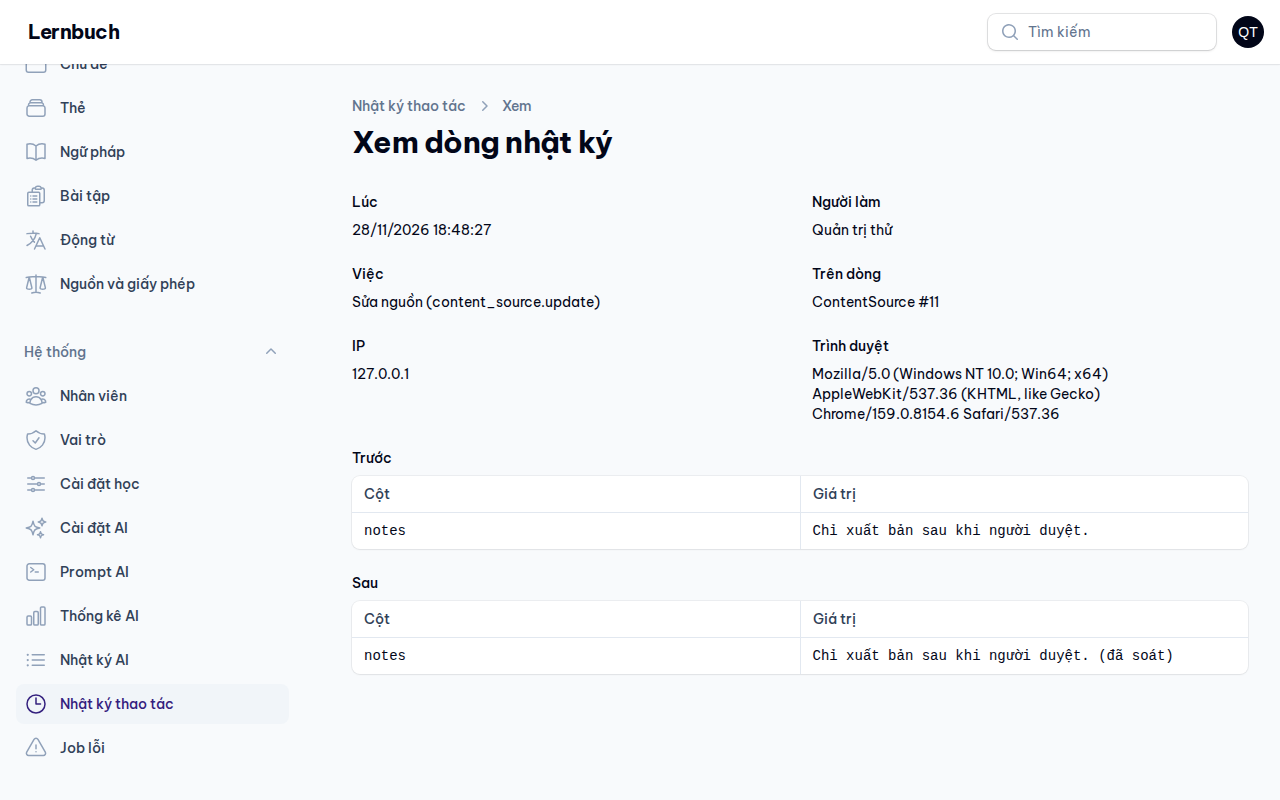 Lernbuch
Tìm kiếm
QT
Chủ đề
Thẻ
Ngữ pháp
Bài tập
Động từ
Nguồn và giấy phép
Hệ thống
Nhân viên
Vai trò
Cài đặt học
Cài đặt AI
Prompt AI
Thống kê AI
Nhật ký AI
Nhật ký thao tác
Job lỗi
Nhật ký thao tác
Xem
Xem dòng nhật ký
Lúc
Người làm
28/11/2026 18:48:27
Quản trị thử
Việc
Trên dòng
Sửa nguồn (content_source.update)
ContentSource #11
IP
Trình duyệt
127.0.0.1
Mozilla/5.0 (Windows NT 10.0; Win64; x64)
AppleWebKit/537.36 (KHTML, like Gecko)
Chrome/159.0.8154.6 Safari/537.36
Trước
Cột
Giá trị
notes
Chỉ xuất bản sau khi người duyệt.
Sau
Cột
Giá trị
notes
Chỉ xuất bản sau khi người duyệt. (đã soát)